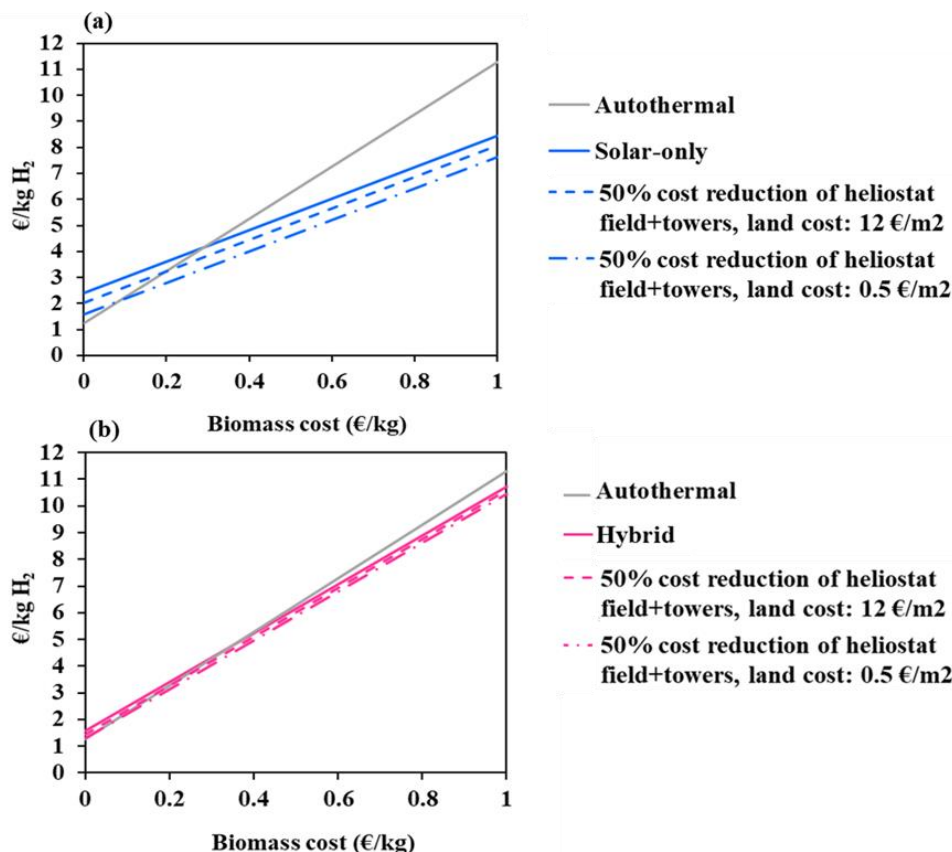 (a)
12
11
10
9
8
7
6
5
4
3
2
1
0
€/kg H₂
0 0.2 0.4 0.6 0.8 1
Biomass cost (€/kg)
Autothermal
Solar-only
50% cost reduction of heliostat
field+towers, land cost: 12 €/m2
50% cost reduction of heliostat
field+towers, land cost: 0.5 €/m2
(b)
12
11
10
9
8
7
6
5
4
3
2
1
0
€/kg H₂
0 0.2 0.4 0.6 0.8 1
Biomass cost (€/kg)
Autothermal
Hybrid
50% cost reduction of heliostat
field+towers, land cost: 12 €/m2
50% cost reduction of heliostat
field+towers, land cost: 0.5 €/m2